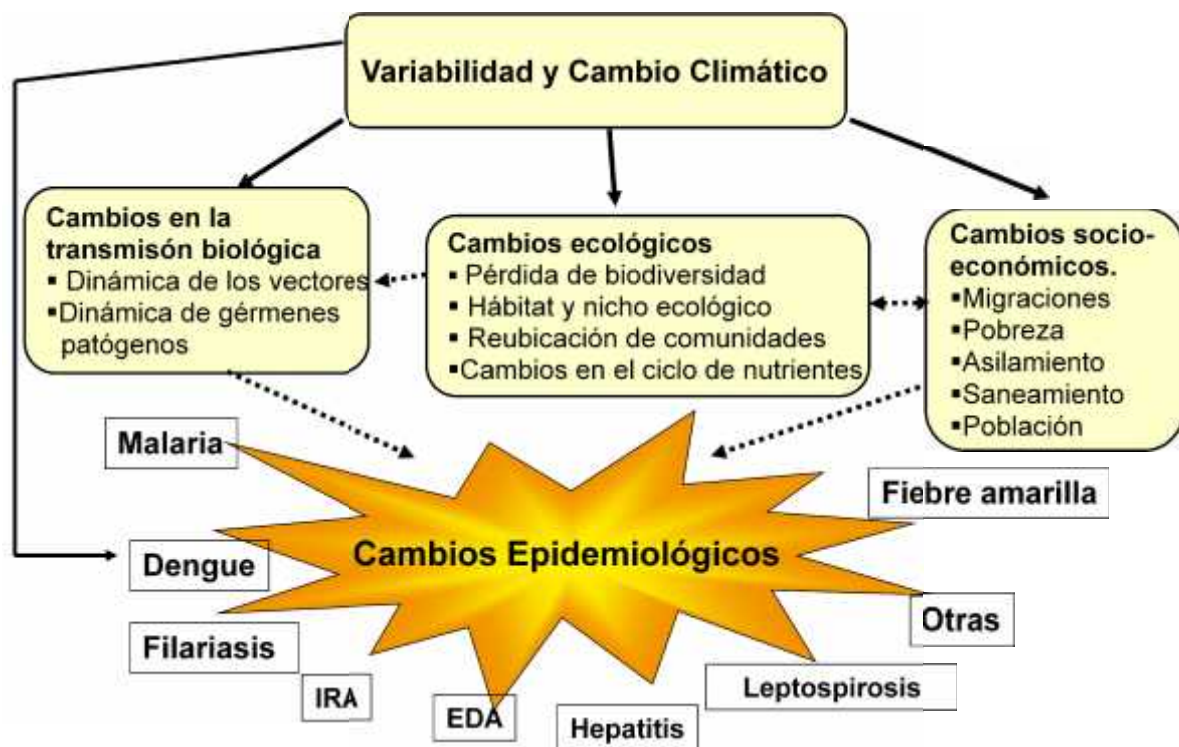 Variabilidad y Cambio Climático
Cambios en la
transmisón biológica
▪ Dinámica de los vectores
▪Dinámica de gérmenes
patógenos
Cambios ecológicos
▪ Pérdida de biodiversidad
▪ Hábitat y nicho ecológico
▪ Reubicación de comunidades
▪Cambios en el ciclo de nutrientes
Cambios socio-
económicos.
▪Migraciones
▪Pobreza
▪Asilamiento
▪Saneamiento
▪Población
Malaria
Fiebre amarilla
Cambios Epidemiológicos
Dengue
Otras
Filariasis
IRA
EDA
Hepatitis
Leptospirosis